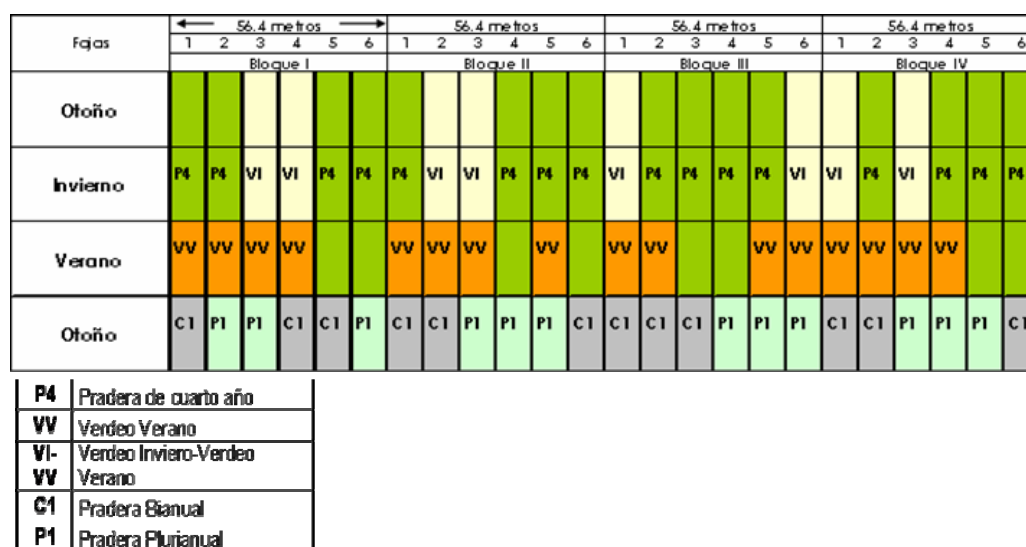 56.4 metros 56.4 metros 56.4 metros 56.4 metros
Fajas 1 2 3 4 5 6 1 2 3 4 5 6 1 2 3 4 5 6 1 2 3 4 5 6
Bloque I Bloque II Bloque III Bloque IV
Otoño
Invierno P4 P4 VI VI P4 P4 P4 VI VI P4 P4 P4 VI P4 P4 P4 P4 VI VI P4 VI P4 P4 P4
Verano VV VV VV VV VV VV VV VV VV VV VV VV VV VV VV VV
Otoño C1 P1 P1 C1 C1 P1 C1 C1 P1 P1 P1 C1 C1 C1 C1 P1 P1 P1 C1 C1 P1 P1 P1 C1
P4 Pradera de cuarto año
VV Verdeo Verano
VI- Verdeo Inviero-Verdeo
VV Verano
C1 Pradera Bianual
P1 Pradera Plurianual